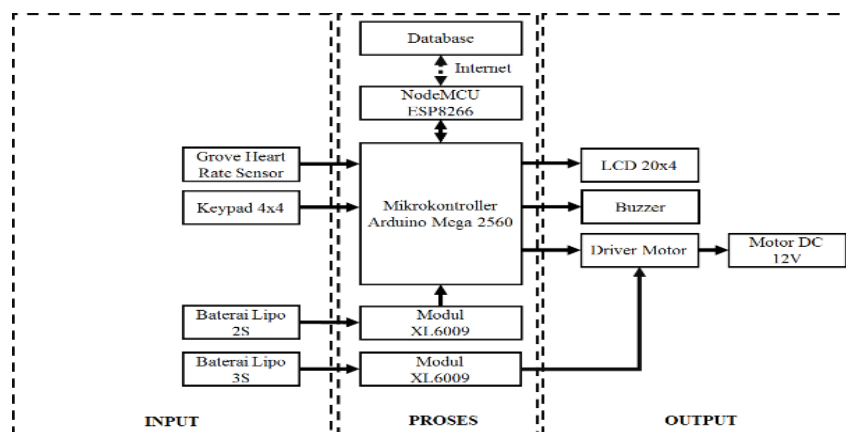 Database
Internet
NodeMCU
ESP8266
Grove Heart
Rate Sensor
Keypad 4x4
Mikrokontroller
Arduino Mega 2560
LCD 20x4
Buzzer
Driver Motor
Motor DC
12V
Baterai Lipo
2S
Modul
XL6009
Baterai Lipo
3S
Modul
XL6009
INPUT
PROSES
OUTPUT